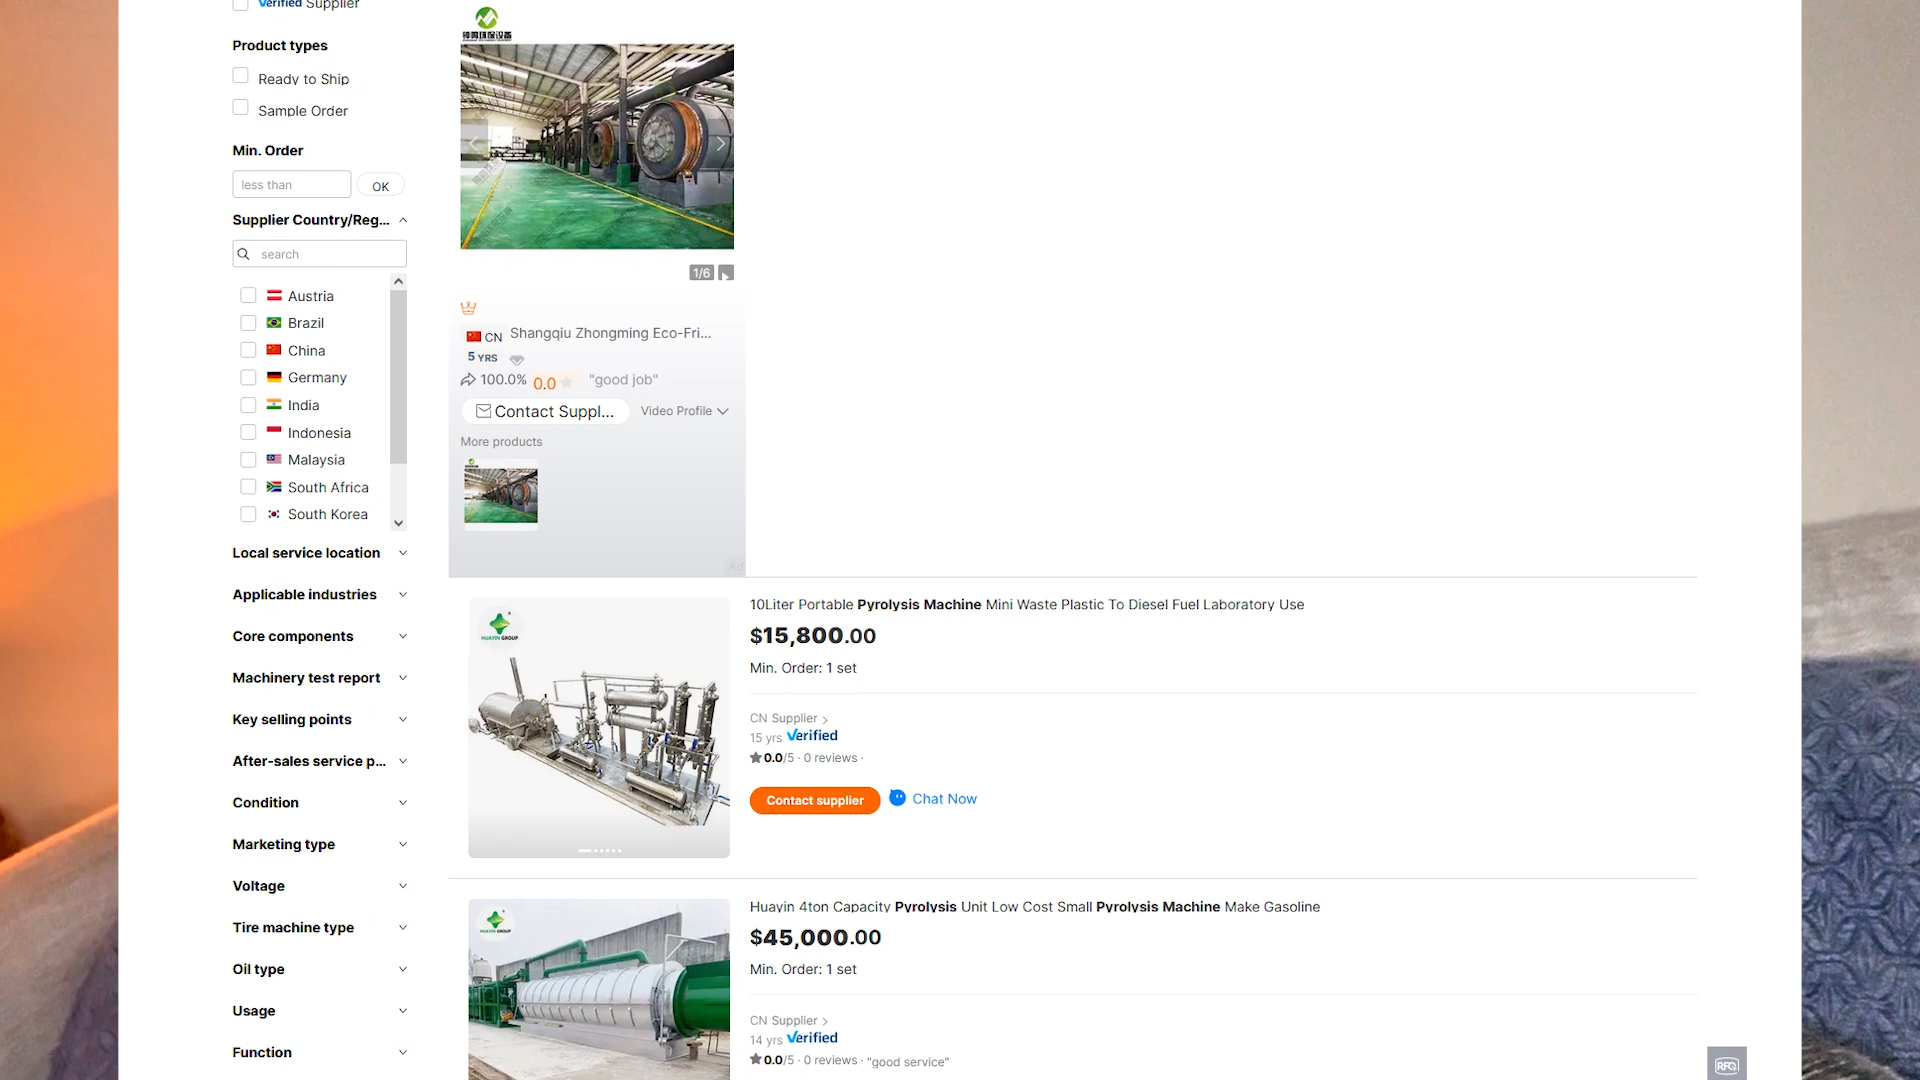 Verified Supplier
Product types
Ready to Ship
Sample Order
Min. Order
less than
OK
Supplier Country/Reg...
search
Austria
Brazil
China
Germany
India
Indonesia
Malaysia
South Africa
South Korea
Local service location
Applicable industries
Core components
Machinery test report
Key selling points
After-sales service p...
Condition
Marketing type
Voltage
Tire machine type
Oil type
Usage
Function
1/6
CN Shangqiu Zhongming Eco-Fri...
5 YRS
100.0% 0.0 "good job"
Contact Suppl... Video Profile
More products
Ad
HUAYIN GROUP
10Liter Portable Pyrolysis Machine Mini Waste Plastic To Diesel Fuel Laboratory Use
$15,800.00
Min. Order: 1 set
CN Supplier >
15 yrs Verified
0.0/5 · 0 reviews ·
Contact supplier Chat Now
HUAYIN GROUP
Huayin 4ton Capacity Pyrolysis Unit Low Cost Small Pyrolysis Machine Make Gasoline
$45,000.00
Min. Order: 1 set
CN Supplier >
14 yrs Verified
0.0/5 · 0 reviews · "good service"
RFQ